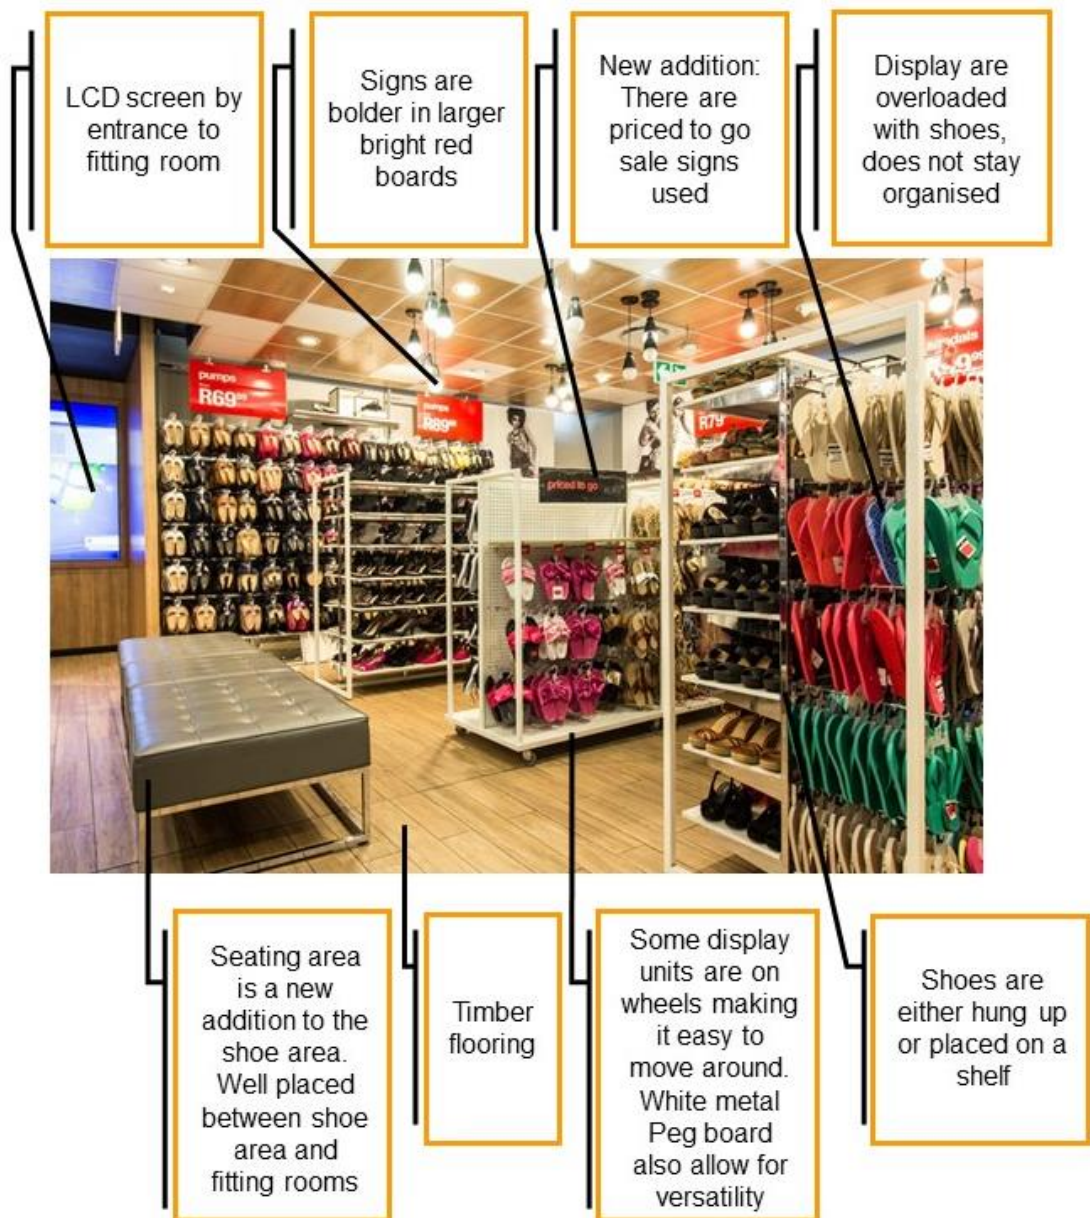 LCD screen by
entrance to
fitting room
Signs are
bolder in larger
bright red
boards
New addition:
There are
priced to go
sale signs
used
Display are
overloaded
with shoes,
does not stay
organised
pumps
R69⁹⁹
pumps
R89⁹⁹
priced to go
R79
Seating area
is a new
addition to the
shoe area.
Well placed
between shoe
area and
fitting rooms
Timber
flooring
Some display
units are on
wheels making
it easy to
move around.
White metal
Peg board
also allow for
versatility
Shoes are
either hung up
or placed on a
shelf